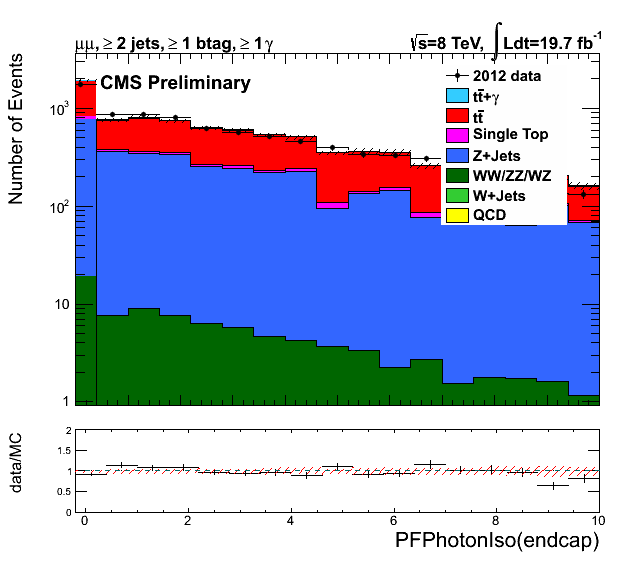 μμ, ≥ 2 jets, ≥ 1 btag, ≥ 1 γ
√s=8 TeV, ∫Ldt=19.7 fb⁻¹
CMS Preliminary
2012 data
tt̄+γ
tt̄
Single Top
Z+Jets
WW/ZZ/WZ
W+Jets
QCD
Number of Events
10³
10²
10
1
data/MC
2
1.5
1
0.5
0
0 2 4 6 8 10
PFPhotonIso(endcap)